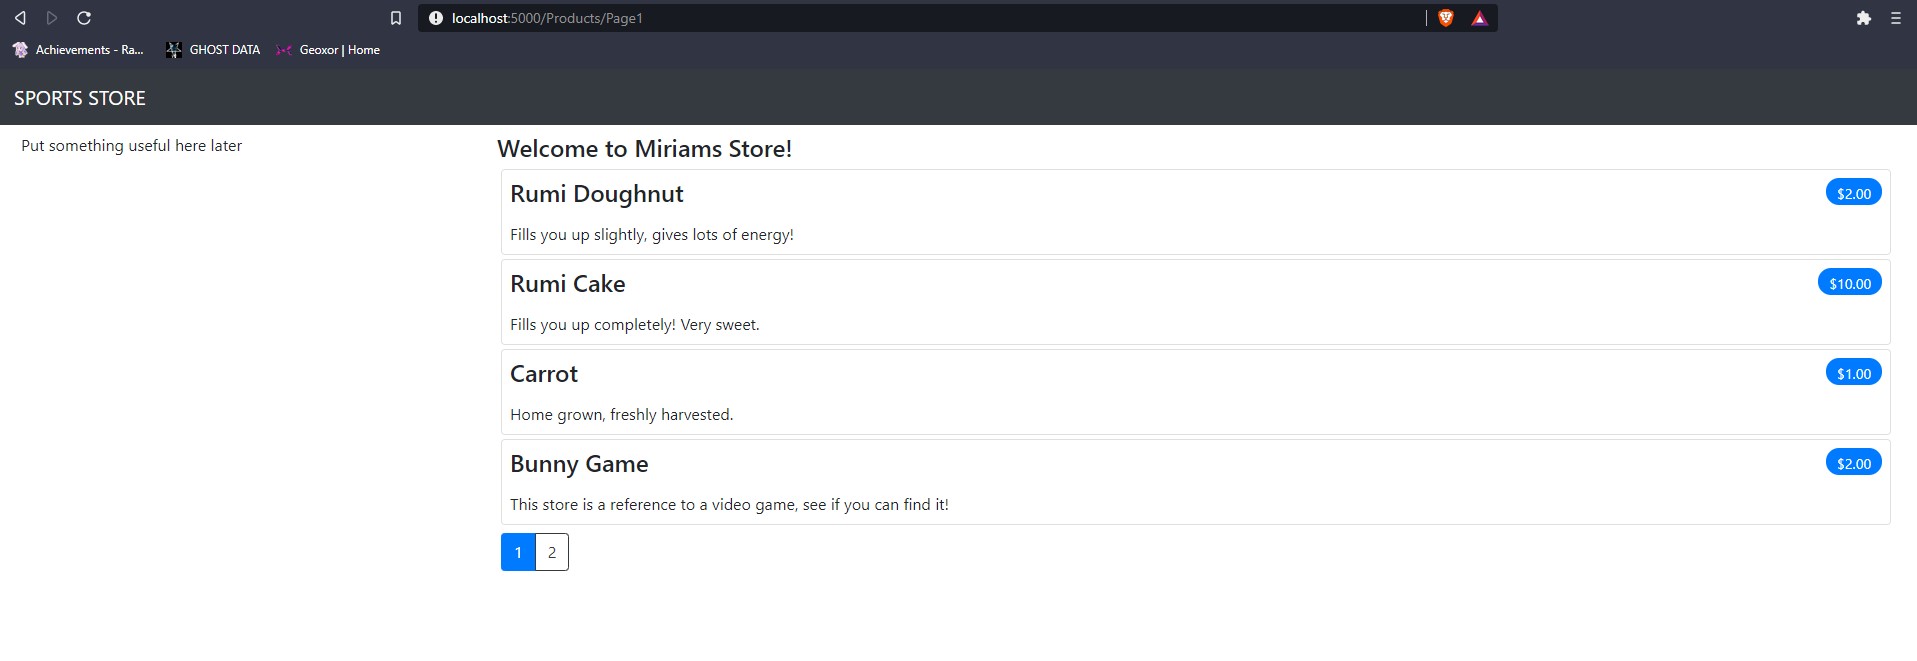 localhost:5000/Products/Page1
Achievements - Ra... GHOST DATA Geoxor | Home
SPORTS STORE
Put something useful here later
Welcome to Miriams Store!
Rumi Doughnut $2.00
Fills you up slightly, gives lots of energy!
Rumi Cake $10.00
Fills you up completely! Very sweet.
Carrot $1.00
Home grown, freshly harvested.
Bunny Game $2.00
This store is a reference to a video game, see if you can find it!
1 2